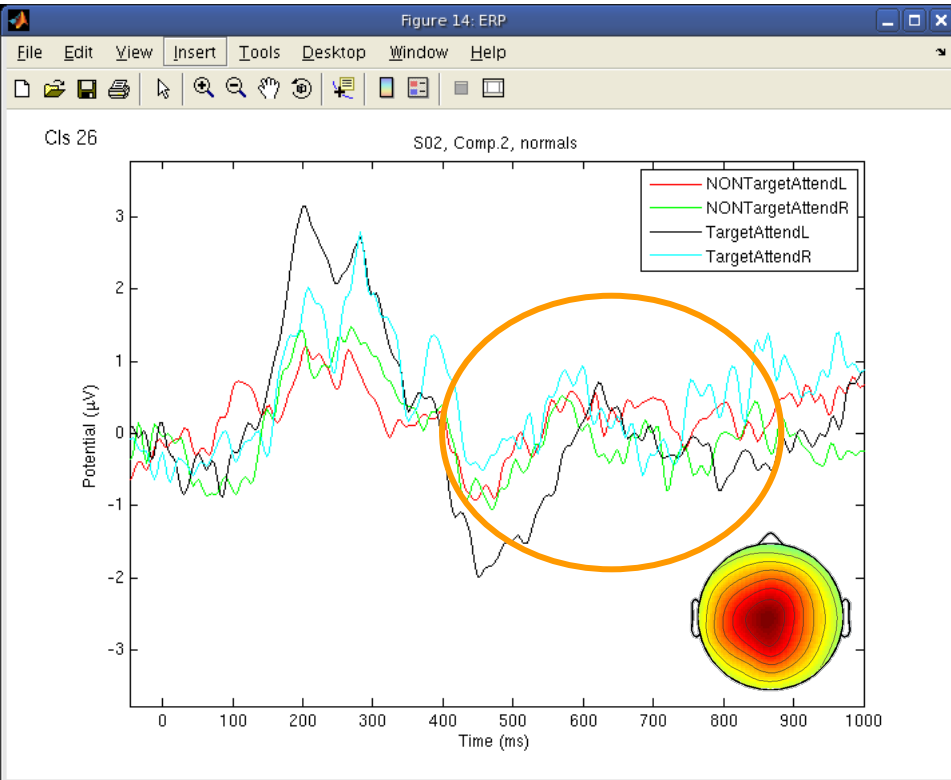 Figure 14: ERP
File Edit View Insert Tools Desktop Window Help
Cls 26
S02, Comp.2, normals
NONTargetAttendL
NONTargetAttendR
TargetAttendL
TargetAttendR
3
2
1
0
-1
-2
-3
Potential (μV)
0 100 200 300 400 500 600 700 800 900 1000
Time (ms)